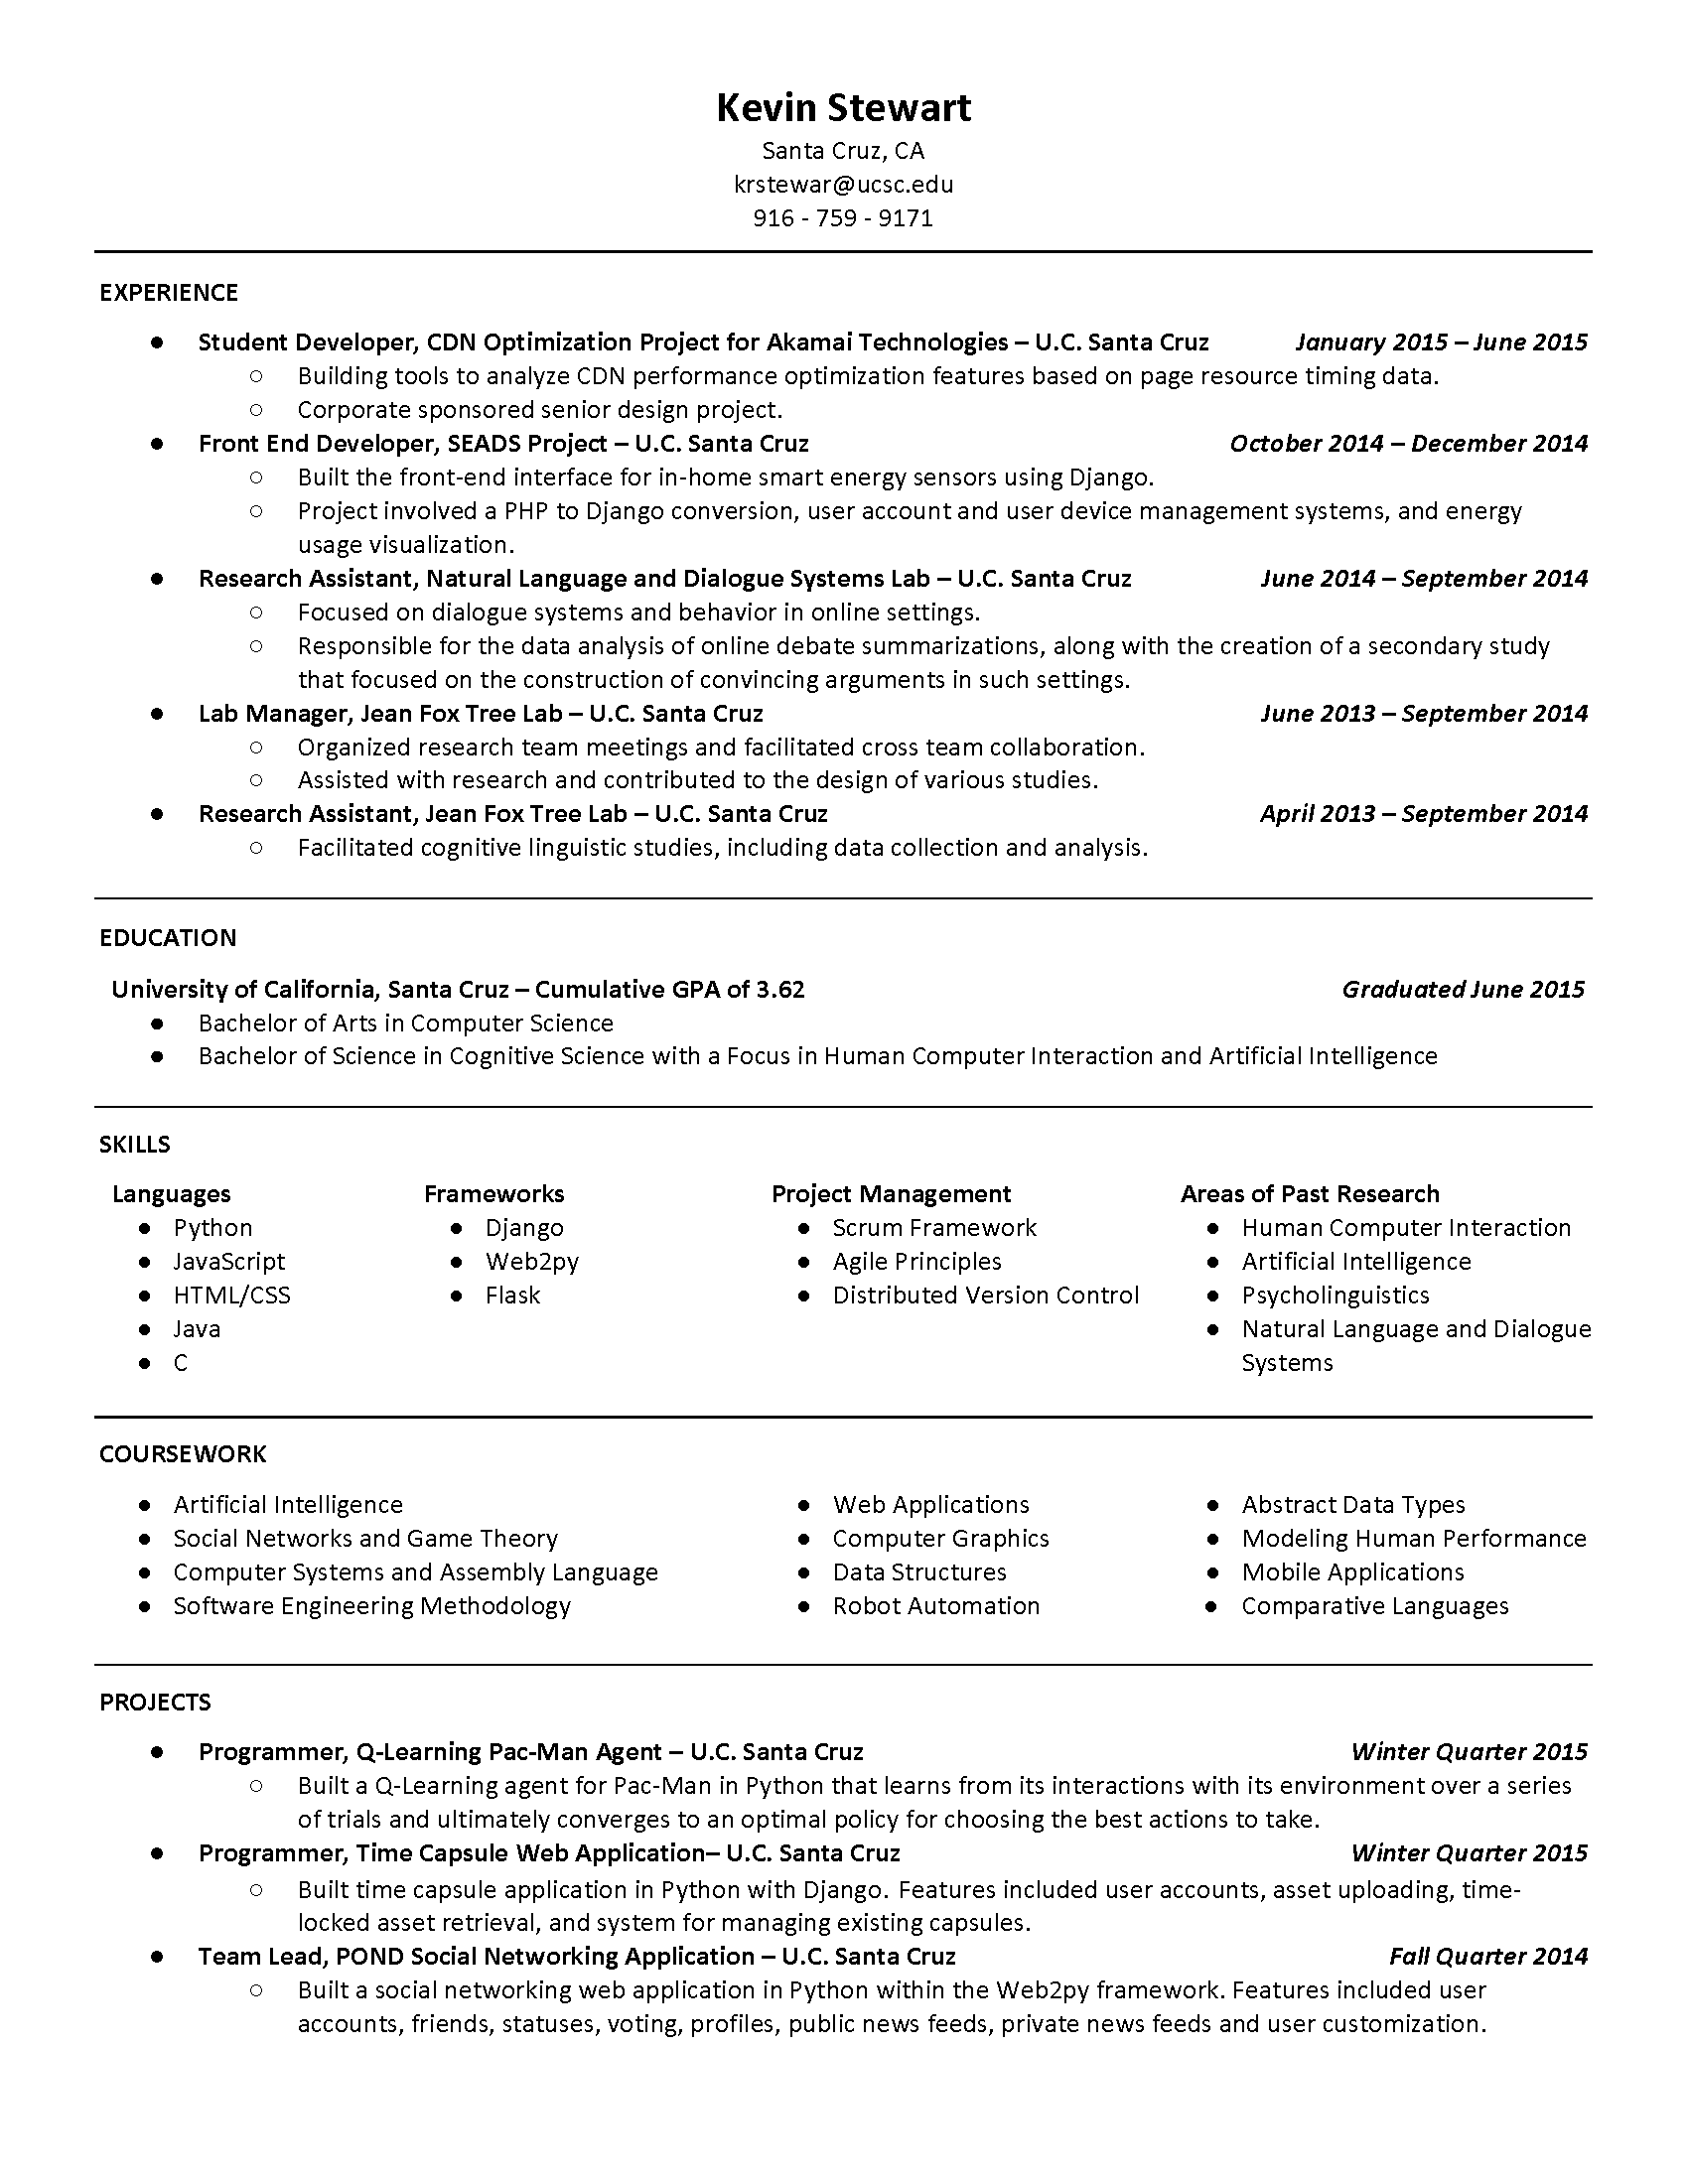 Kevin Stewart
Santa Cruz, CA
krstewar@ucsc.edu
916 - 759 - 9171
EXPERIENCE
● Student Developer, CDN Optimization Project for Akamai Technologies – U.C. Santa Cruz January 2015 – June 2015
○ Building tools to analyze CDN performance optimization features based on page resource timing data.
○ Corporate sponsored senior design project.
● Front End Developer, SEADS Project – U.C. Santa Cruz October 2014 – December 2014
○ Built the front-end interface for in-home smart energy sensors using Django.
○ Project involved a PHP to Django conversion, user account and user device management systems, and energy
usage visualization.
● Research Assistant, Natural Language and Dialogue Systems Lab – U.C. Santa Cruz June 2014 – September 2014
○ Focused on dialogue systems and behavior in online settings.
○ Responsible for the data analysis of online debate summarizations, along with the creation of a secondary study
that focused on the construction of convincing arguments in such settings.
● Lab Manager, Jean Fox Tree Lab – U.C. Santa Cruz June 2013 – September 2014
○ Organized research team meetings and facilitated cross team collaboration.
○ Assisted with research and contributed to the design of various studies.
● Research Assistant, Jean Fox Tree Lab – U.C. Santa Cruz April 2013 – September 2014
○ Facilitated cognitive linguistic studies, including data collection and analysis.
EDUCATION
University of California, Santa Cruz – Cumulative GPA of 3.62 Graduated June 2015
● Bachelor of Arts in Computer Science
● Bachelor of Science in Cognitive Science with a Focus in Human Computer Interaction and Artificial Intelligence
SKILLS
Languages
● Python
● JavaScript
● HTML/CSS
● Java
● C
Frameworks
● Django
● Web2py
● Flask
Project Management
● Scrum Framework
● Agile Principles
● Distributed Version Control
Areas of Past Research
● Human Computer Interaction
● Artificial Intelligence
● Psycholinguistics
● Natural Language and Dialogue
Systems
COURSEWORK
● Artificial Intelligence
● Social Networks and Game Theory
● Computer Systems and Assembly Language
● Software Engineering Methodology
● Web Applications
● Computer Graphics
● Data Structures
● Robot Automation
● Abstract Data Types
● Modeling Human Performance
● Mobile Applications
● Comparative Languages
PROJECTS
● Programmer, Q-Learning Pac-Man Agent – U.C. Santa Cruz Winter Quarter 2015
○ Built a Q-Learning agent for Pac-Man in Python that learns from its interactions with its environment over a series
of trials and ultimately converges to an optimal policy for choosing the best actions to take.
● Programmer, Time Capsule Web Application– U.C. Santa Cruz Winter Quarter 2015
○ Built time capsule application in Python with Django. Features included user accounts, asset uploading, time-
locked asset retrieval, and system for managing existing capsules.
● Team Lead, POND Social Networking Application – U.C. Santa Cruz Fall Quarter 2014
○ Built a social networking web application in Python within the Web2py framework. Features included user
accounts, friends, statuses, voting, profiles, public news feeds, private news feeds and user customization.